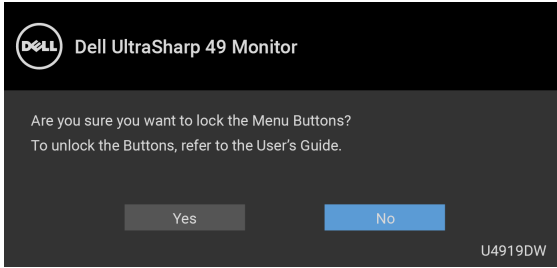 DELL
Dell UltraSharp 49 Monitor
Are you sure you want to lock the Menu Buttons?
To unlock the Buttons, refer to the User's Guide.
Yes
No
U4919DW